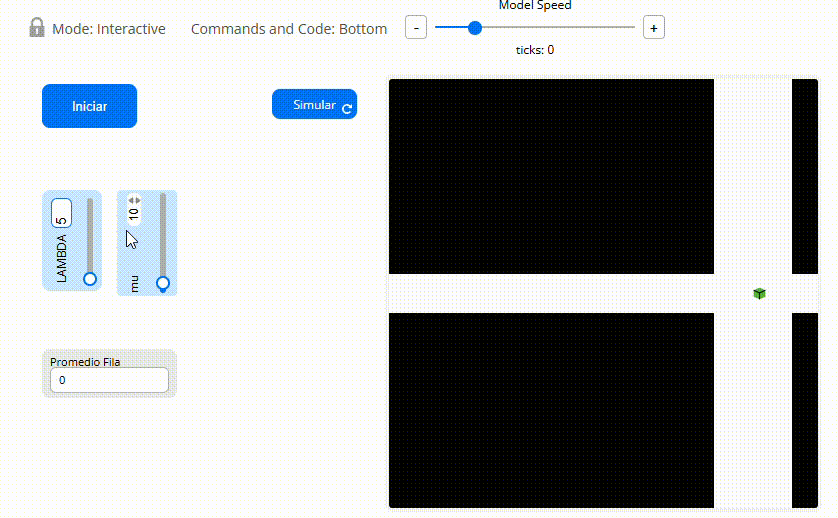 Model Speed
Mode: Interactive
Commands and Code: Bottom
-
+
ticks: 0
Iniciar
Simular
LAMBDA 5
mu 10
Promedio Fila
0